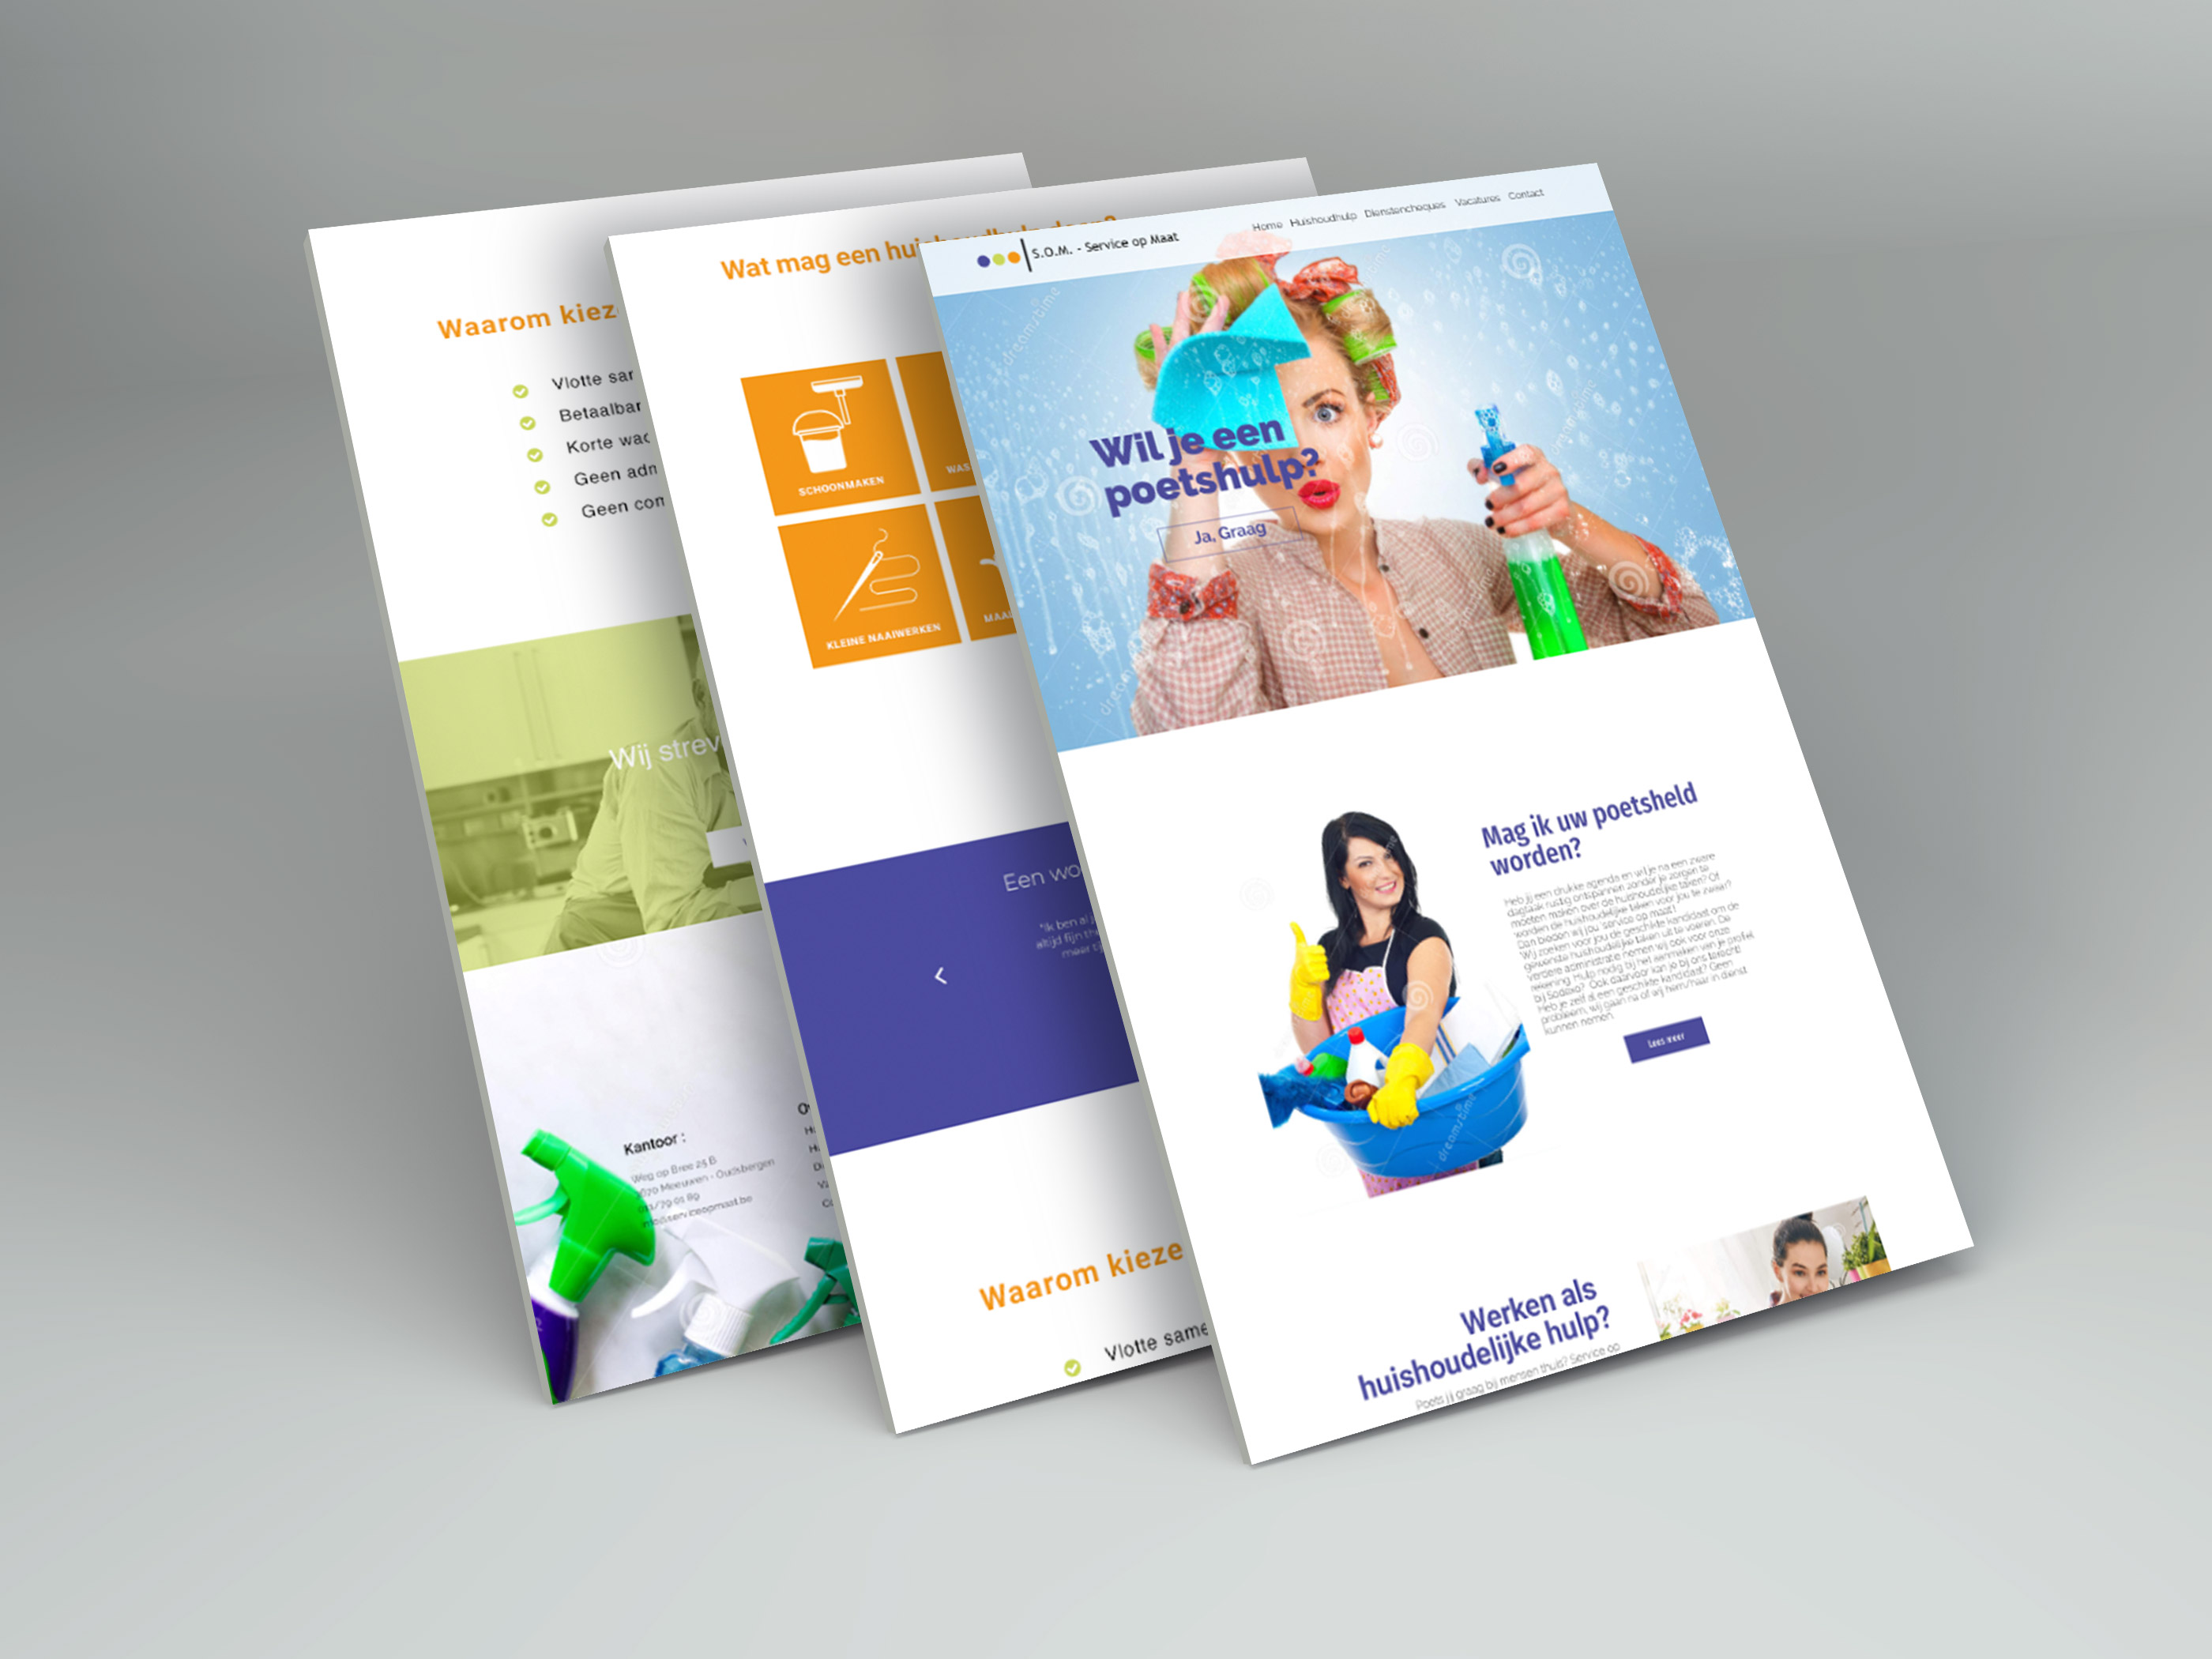 S.O.M. - Service op Maat
Home Huishoudhulp Dienstencheques Vacatures Contact
Wil je een
poetshulp?
Ja, Graag
Mag ik uw poetsheld
worden?
Heb jij een drukke agenda en wil je na een zware
dagtaak rustig ontspannen zonder je zorgen te
moeten maken over de huishoudelijke taken? Of
worden de huishoudelijke taken voor jou te zwaar?
Dan bieden wij jou 'service op maat'!
Wij zoeken voor jou de geschikte kandidaat om de
gewenste huishoudelijke taken uit te voeren. De
verdere administratie nemen wij ook voor onze
rekening. Hulp nodig bij het aanmaken van je profiel
bij Sodexo? Ook daarvoor kan je bij ons terecht!
Heb je zelf al een geschikte kandidaat? Geen
probleem, wij gaan na of wij hem/haar in dienst
kunnen nemen.
Lees meer
Werken als
huishoudelijke hulp?
Poets jij graag bij mensen thuis? Service op
dreamstime
Wat mag een hui
SCHOONMAKEN
WAS
KLEINE NAAIWERKEN
MAA
Een wo
"Ik ben al j
altijd fijn th
meer tij
Waarom kieze
Vlotte same
Waarom kiez
Vlotte sam
Betaalbar
Korte wac
Geen adn
Geen con
Wij strev
Kantoor :
Weg op Bree 25 B
3670 Meeuwen - Oudsbergen
011/79 01 89
info@serviceopmaat.be